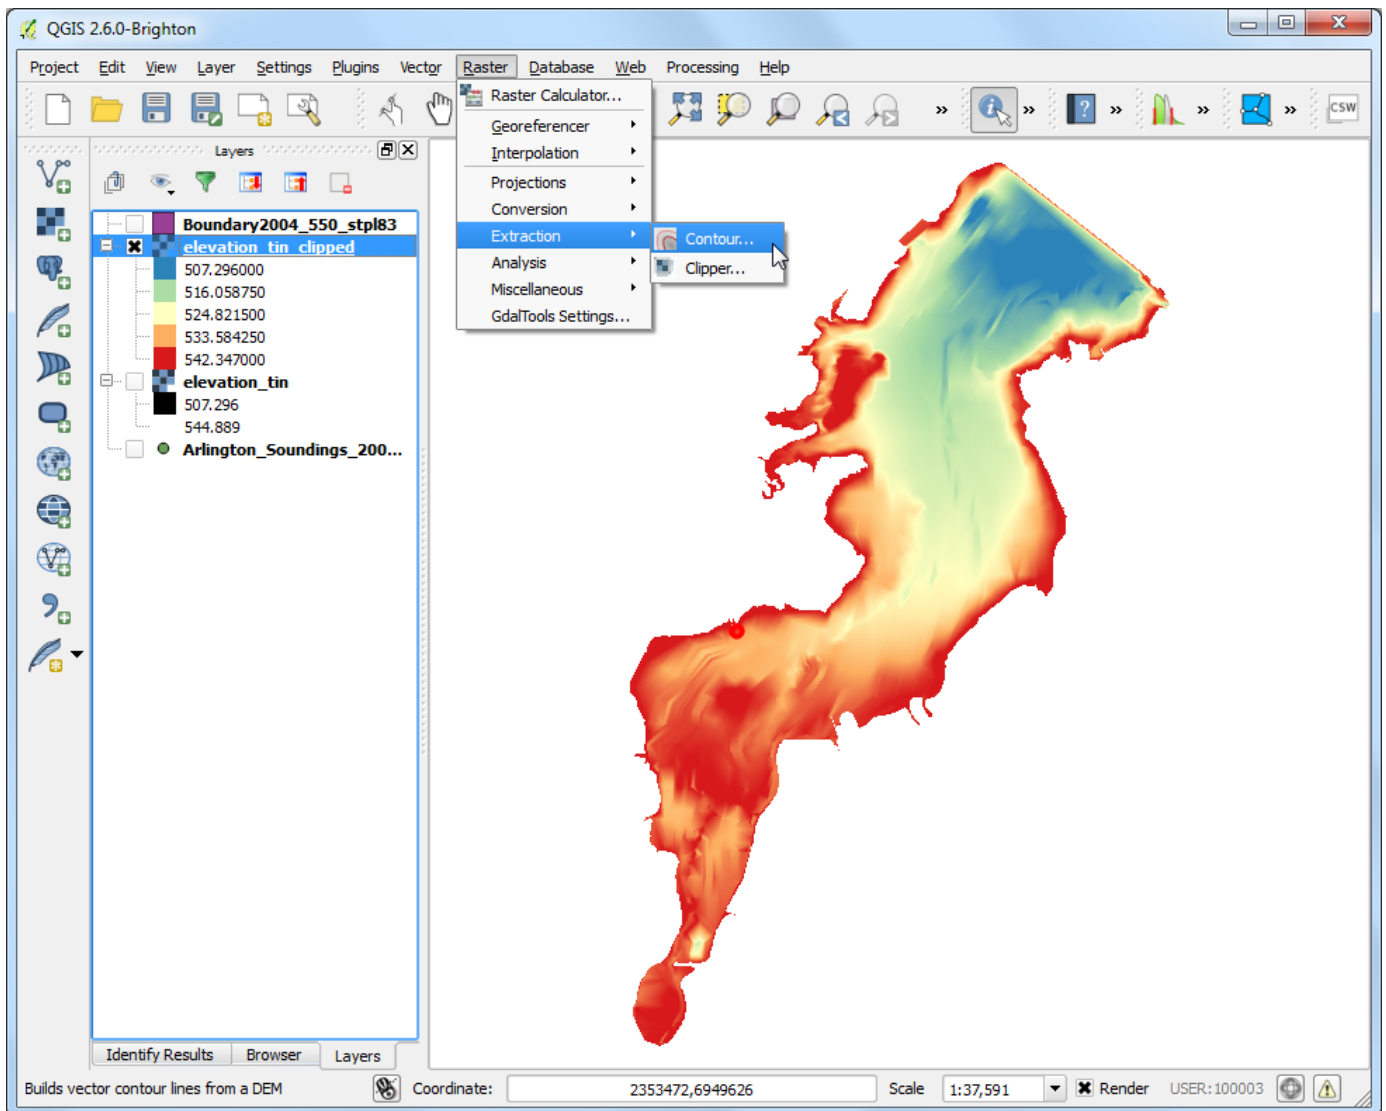 QGIS 2.6.0-Brighton
Project Edit View Layer Settings Plugins Vector Raster Database Web Processing Help
Raster Calculator...
Georeferencer
Interpolation
Projections
Conversion
Extraction
Analysis
Miscellaneous
GdalTools Settings...
Contour...
Clipper...
» » ? » » » CSW
Layers
Boundary2004_550_stpl83
elevation_tin_clipped
507.296000
516.058750
524.821500
533.584250
542.347000
elevation_tin
507.296
544.889
Arlington_Soundings_200...
Identify Results Browser Layers
Builds vector contour lines from a DEM Coordinate: 2353472,6949626 Scale 1:37,591 Render USER:100003